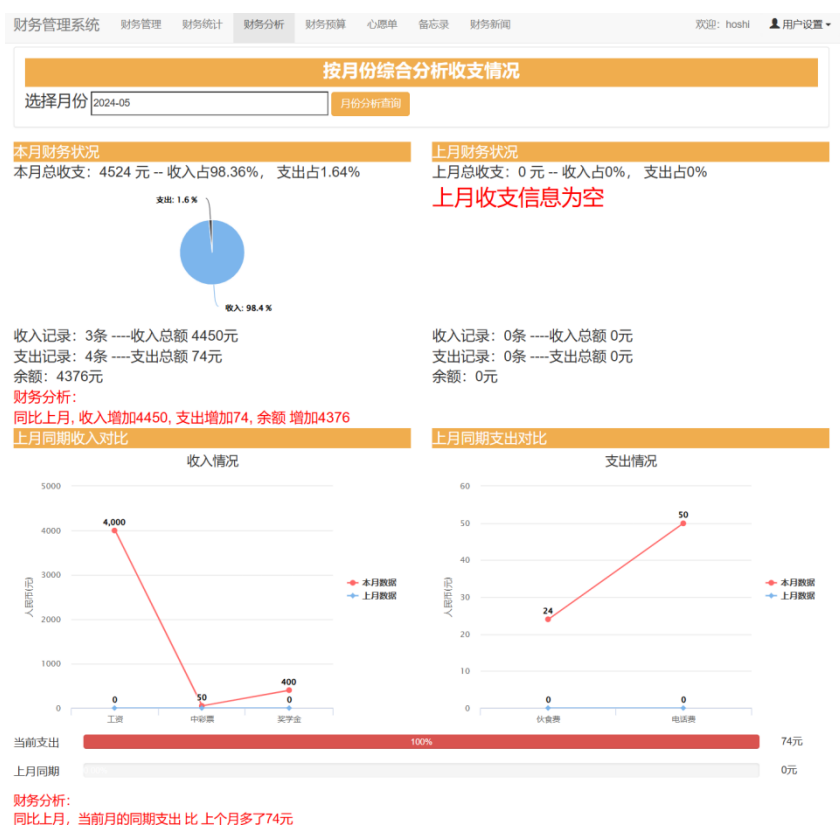 财务管理系统 财务管理 财务统计 财务分析 财务预算 心愿单 备忘录 财务新闻 欢迎: hoshi 用户设置
按月份综合分析收支情况
选择月份 2024-05 月份分析查询
本月财务状况
本月总收支：4524 元 -- 收入占98.36%， 支出占1.64%
支出: 1.6 %
收入: 98.4 %
收入记录：3条 ----收入总额 4450元
支出记录：4条 ----支出总额 74元
余额：4376元
财务分析：
同比上月, 收入增加4450, 支出增加74, 余额 增加4376
上月财务状况
上月总收支：0 元 -- 收入占0%， 支出占0%
上月收支信息为空
收入记录：0条 ----收入总额 0元
支出记录：0条 ----支出总额 0元
余额：0元
上月同期收入对比
收入情况
人民币(元)
5000
4000
3000
2000
1000
0
4,000
50
400
0
0
工资 中彩票 奖学金
本月数据
上月数据
上月同期支出对比
支出情况
人民币(元)
60
50
40
30
20
10
0
24
50
0
0
伙食费 电话费
本月数据
上月数据
当前支出 100% 74元
上月同期 0元
财务分析：
同比上月，当前月的同期支出 比 上个月多了74元